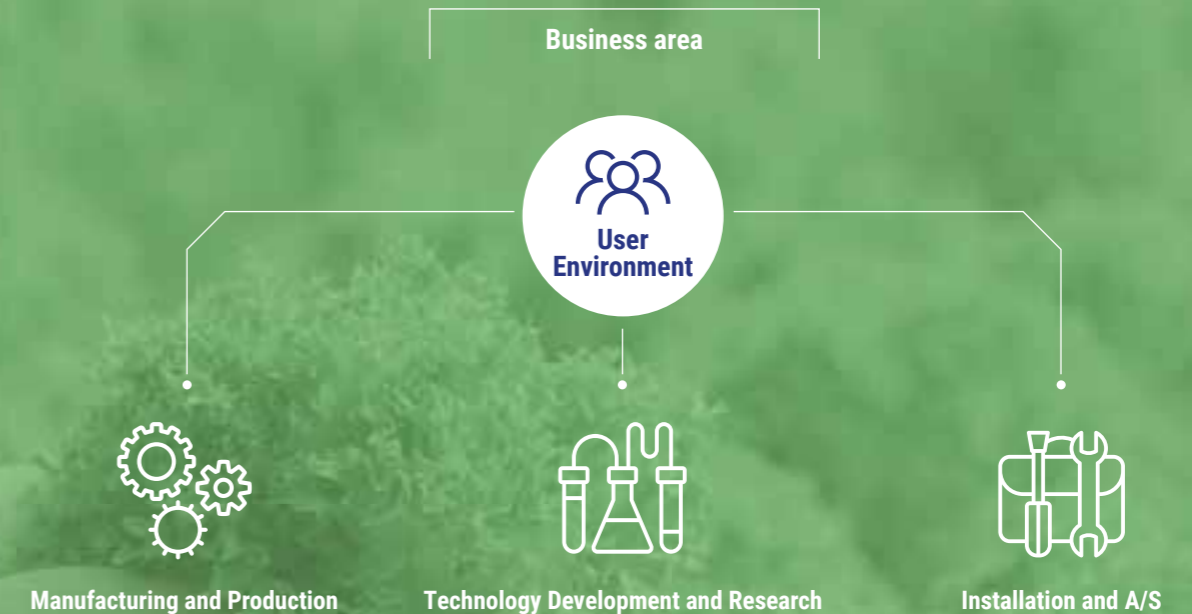 Business area
User
Environment
Manufacturing and Production
Technology Development and Research
Installation and A/S